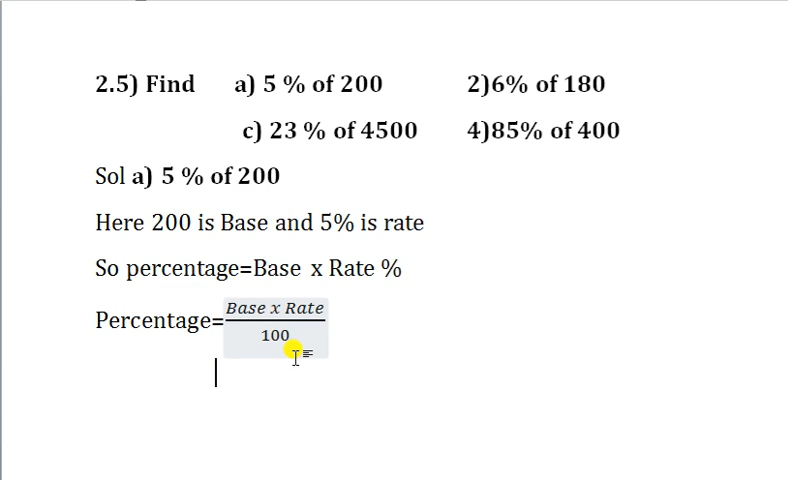 2.5) Find a) 5 % of 200 2)6% of 180
c) 23 % of 4500 4)85% of 400
Sol a) 5 % of 200
Here 200 is Base and 5% is rate
So percentage=Base x Rate %
Percentage=Base x Rate
100